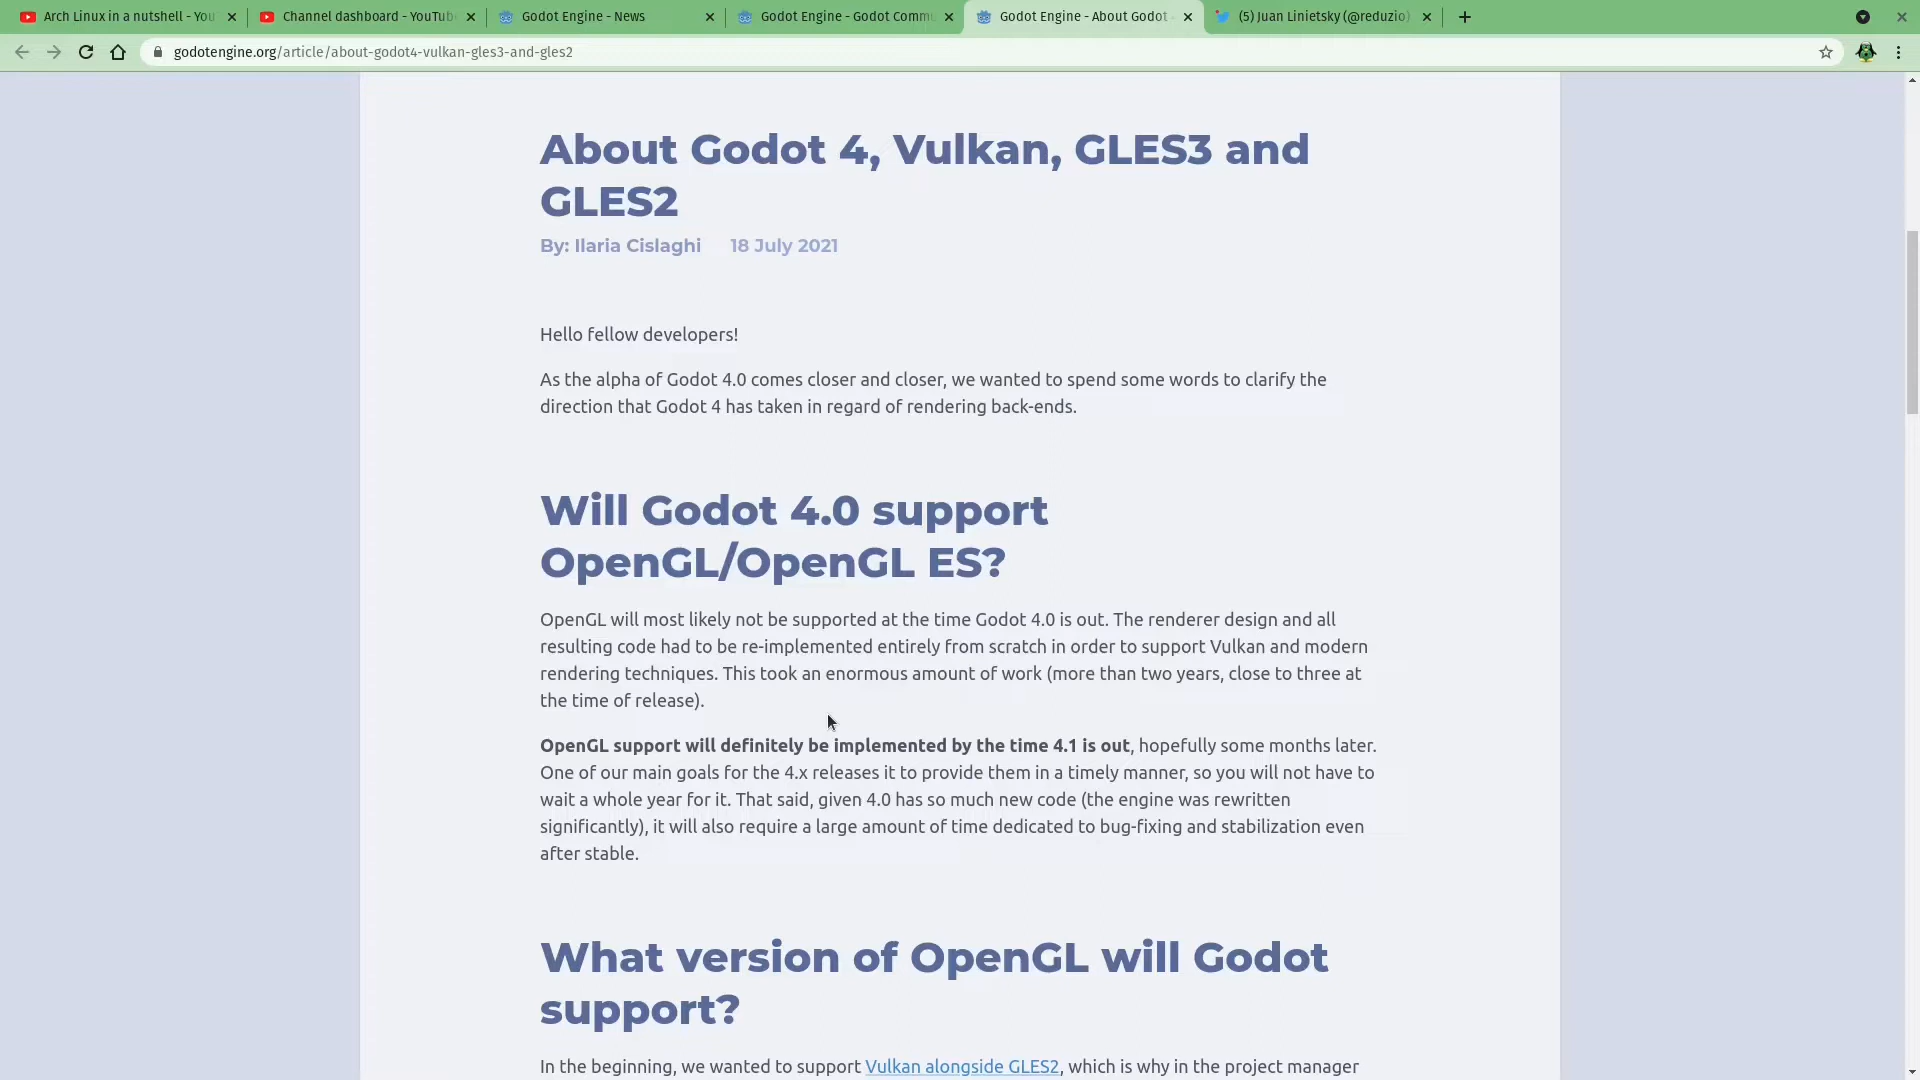 Arch Linux in a nutshell - You
Channel dashboard - YouTube
Godot Engine - News
Godot Engine - Godot Commu
Godot Engine - About Godot
(5) Juan Linietsky (@reduzio)
godotengine.org/article/about-godot4-vulkan-gles3-and-gles2
About Godot 4, Vulkan, GLES3 and
GLES2
By: Ilaria Cislaghi 18 July 2021
Hello fellow developers!
As the alpha of Godot 4.0 comes closer and closer, we wanted to spend some words to clarify the
direction that Godot 4 has taken in regard of rendering back-ends.
Will Godot 4.0 support
OpenGL/OpenGL ES?
OpenGL will most likely not be supported at the time Godot 4.0 is out. The renderer design and all
resulting code had to be re-implemented entirely from scratch in order to support Vulkan and modern
rendering techniques. This took an enormous amount of work (more than two years, close to three at
the time of release).
OpenGL support will definitely be implemented by the time 4.1 is out, hopefully some months later.
One of our main goals for the 4.x releases it to provide them in a timely manner, so you will not have to
wait a whole year for it. That said, given 4.0 has so much new code (the engine was rewritten
significantly), it will also require a large amount of time dedicated to bug-fixing and stabilization even
after stable.
What version of OpenGL will Godot
support?
In the beginning, we wanted to support Vulkan alongside GLES2, which is why in the project manager